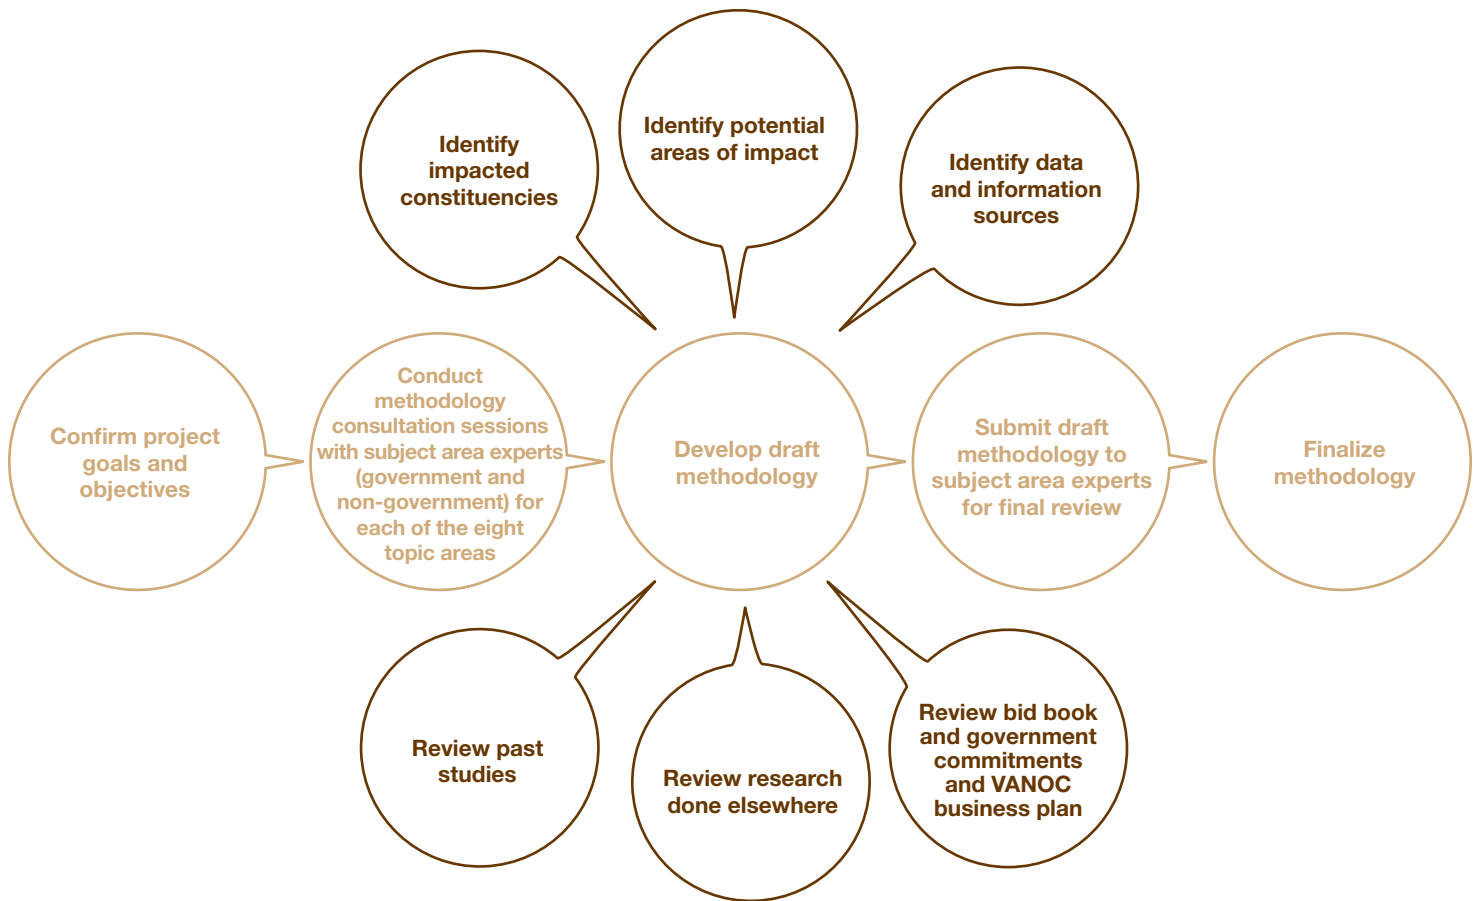 Identify
impacted
constituencies
Identify potential
areas of impact
Identify data
and information
sources
Confirm project
goals and
objectives
Conduct
methodology
consultation sessions
with subject area experts
(government and
non-government) for
each of the eight
topic areas
Develop draft
methodology
Submit draft
methodology to
subject area experts
for final review
Finalize
methodology
Review past
studies
Review research
done elsewhere
Review bid book
and government
commitments
and VANOC
business plan